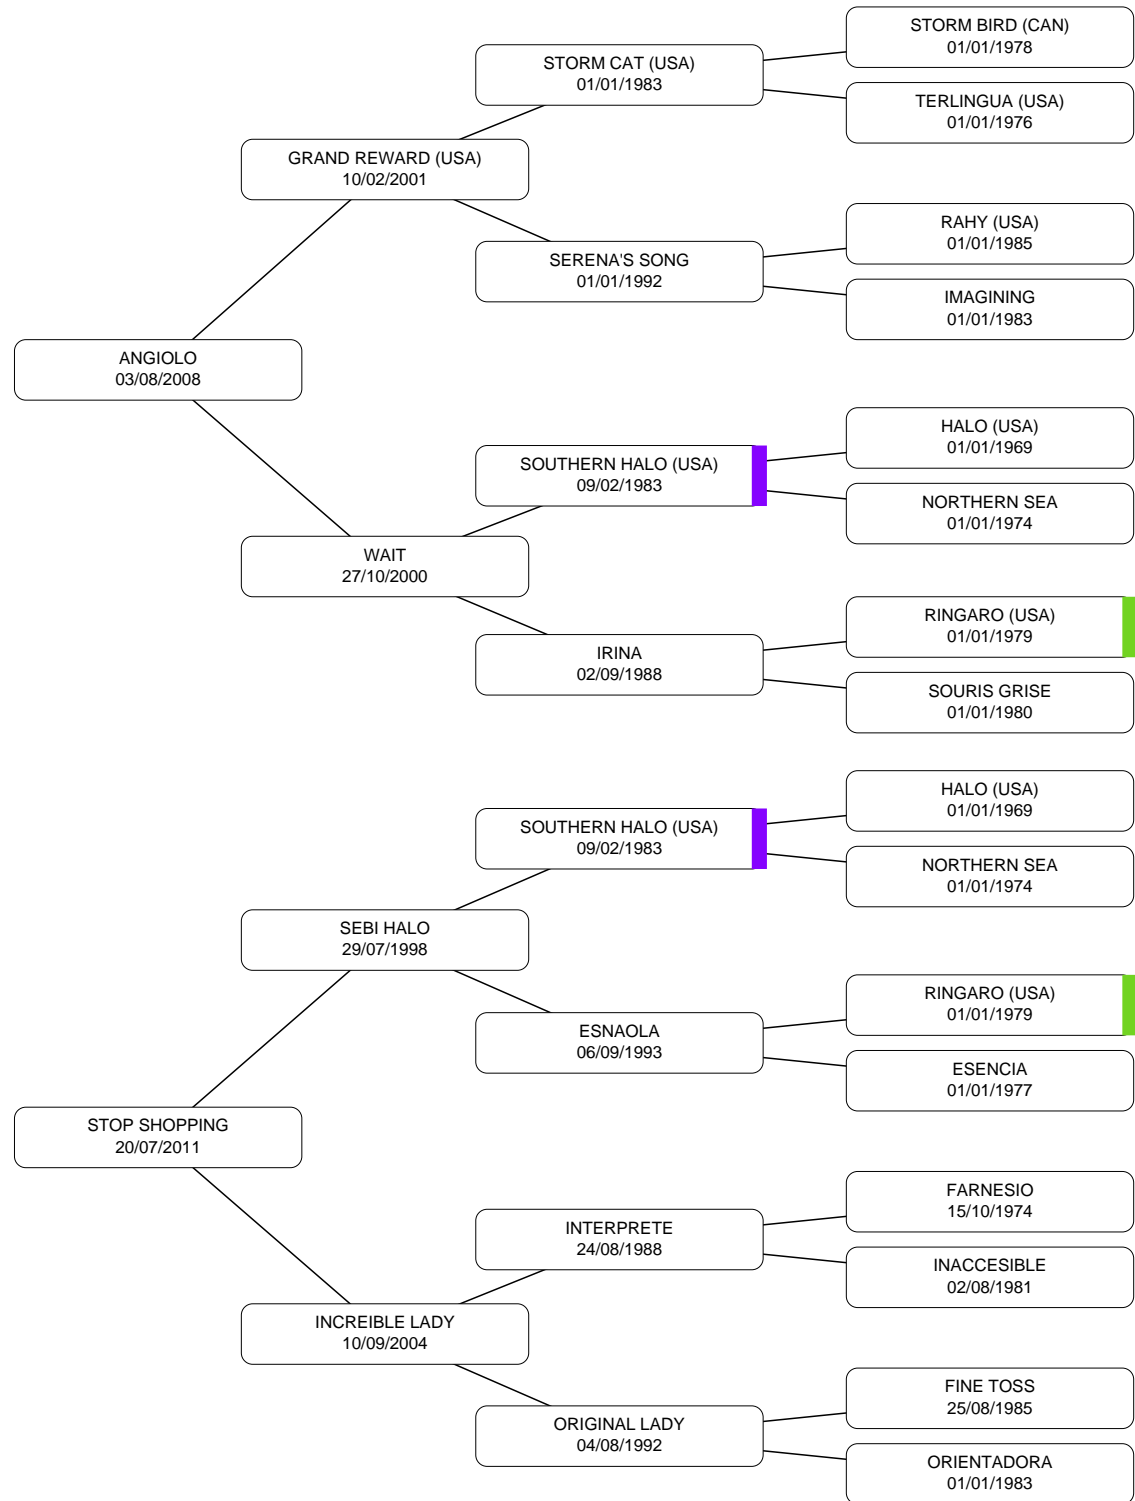 STORM BIRD (CAN)
01/01/1978
STORM CAT (USA)
01/01/1983
TERLINGUA (USA)
01/01/1976
GRAND REWARD (USA)
10/02/2001
RAHY (USA)
01/01/1985
SERENA'S SONG
01/01/1992
IMAGINING
01/01/1983
ANGIOLO
03/08/2008
HALO (USA)
01/01/1969
SOUTHERN HALO (USA)
09/02/1983
NORTHERN SEA
01/01/1974
WAIT
27/10/2000
RINGARO (USA)
01/01/1979
IRINA
02/09/1988
SOURIS GRISE
01/01/1980
HALO (USA)
01/01/1969
SOUTHERN HALO (USA)
09/02/1983
NORTHERN SEA
01/01/1974
SEBI HALO
29/07/1998
RINGARO (USA)
01/01/1979
ESNAOLA
06/09/1993
ESENCIA
01/01/1977
STOP SHOPPING
20/07/2011
FARNESIO
15/10/1974
INTERPRETE
24/08/1988
INACCESIBLE
02/08/1981
INCREIBLE LADY
10/09/2004
FINE TOSS
25/08/1985
ORIGINAL LADY
04/08/1992
ORIENTADORA
01/01/1983